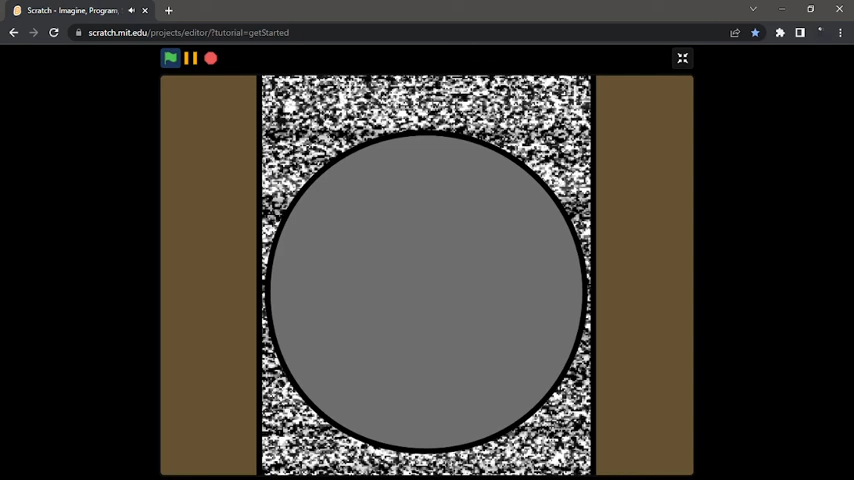 Scratch - Imagine, Program,
scratch.mit.edu/projects/editor/?tutorial=getStarted